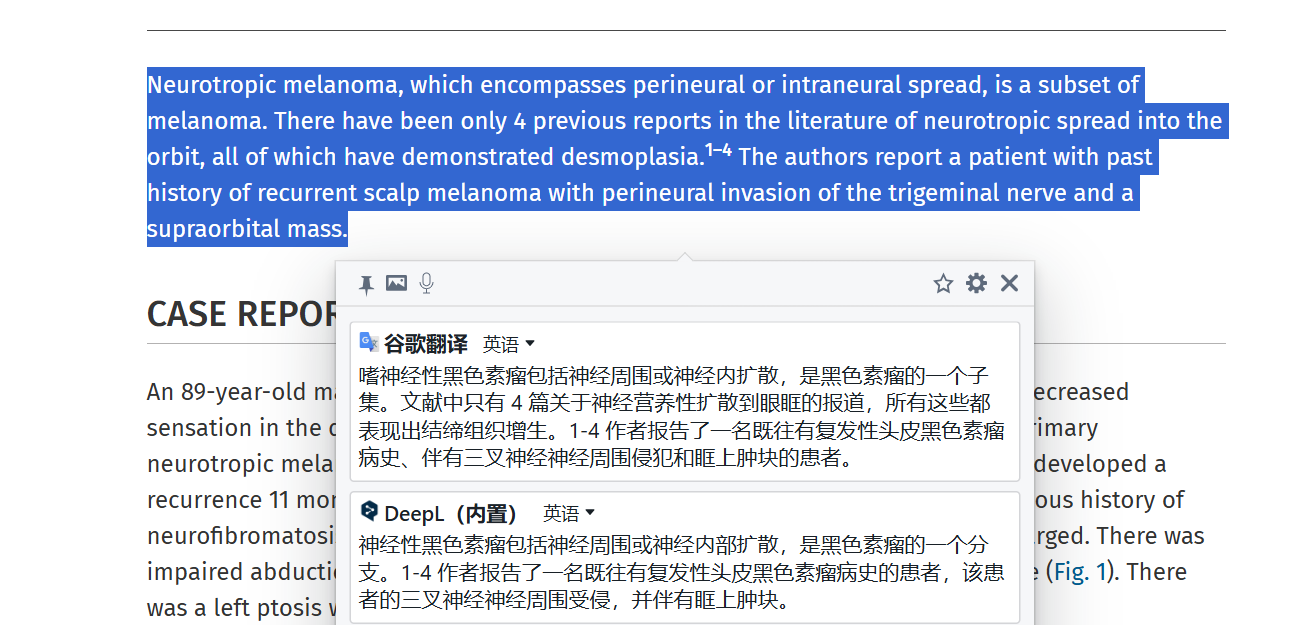 Neurotropic melanoma, which encompasses perineural or intraneural spread, is a subset of
melanoma. There have been only 4 previous reports in the literature of neurotropic spread into the
orbit, all of which have demonstrated desmoplasia.1–4 The authors report a patient with past
history of recurrent scalp melanoma with perineural invasion of the trigeminal nerve and a
supraorbital mass.
CASE REPOR
谷歌翻译 英语
嗜神经性黑色素瘤包括神经周围或神经内扩散，是黑色素瘤的一个子
集。文献中只有 4 篇关于神经营养性扩散到眼眶的报道，所有这些都
表现出结缔组织增生。1-4 作者报告了一名既往有复发性头皮黑色素瘤
病史、伴有三叉神经神经周围侵犯和眶上肿块的患者。
DeepL（内置） 英语
神经性黑色素瘤包括神经周围或神经内部扩散，是黑色素瘤的一个分
支。1-4 作者报告了一名既往有复发性头皮黑色素瘤病史的患者，该患
者的三叉神经神经周围受侵，并伴有眶上肿块。
An 89-year-old ma ecreased
sensation in the rimary
neurotropic mela developed a
recurrence 11 mon ous history of
neurofibromatosi rged. There was
impaired abducti (Fig. 1). There
was a left ptosis